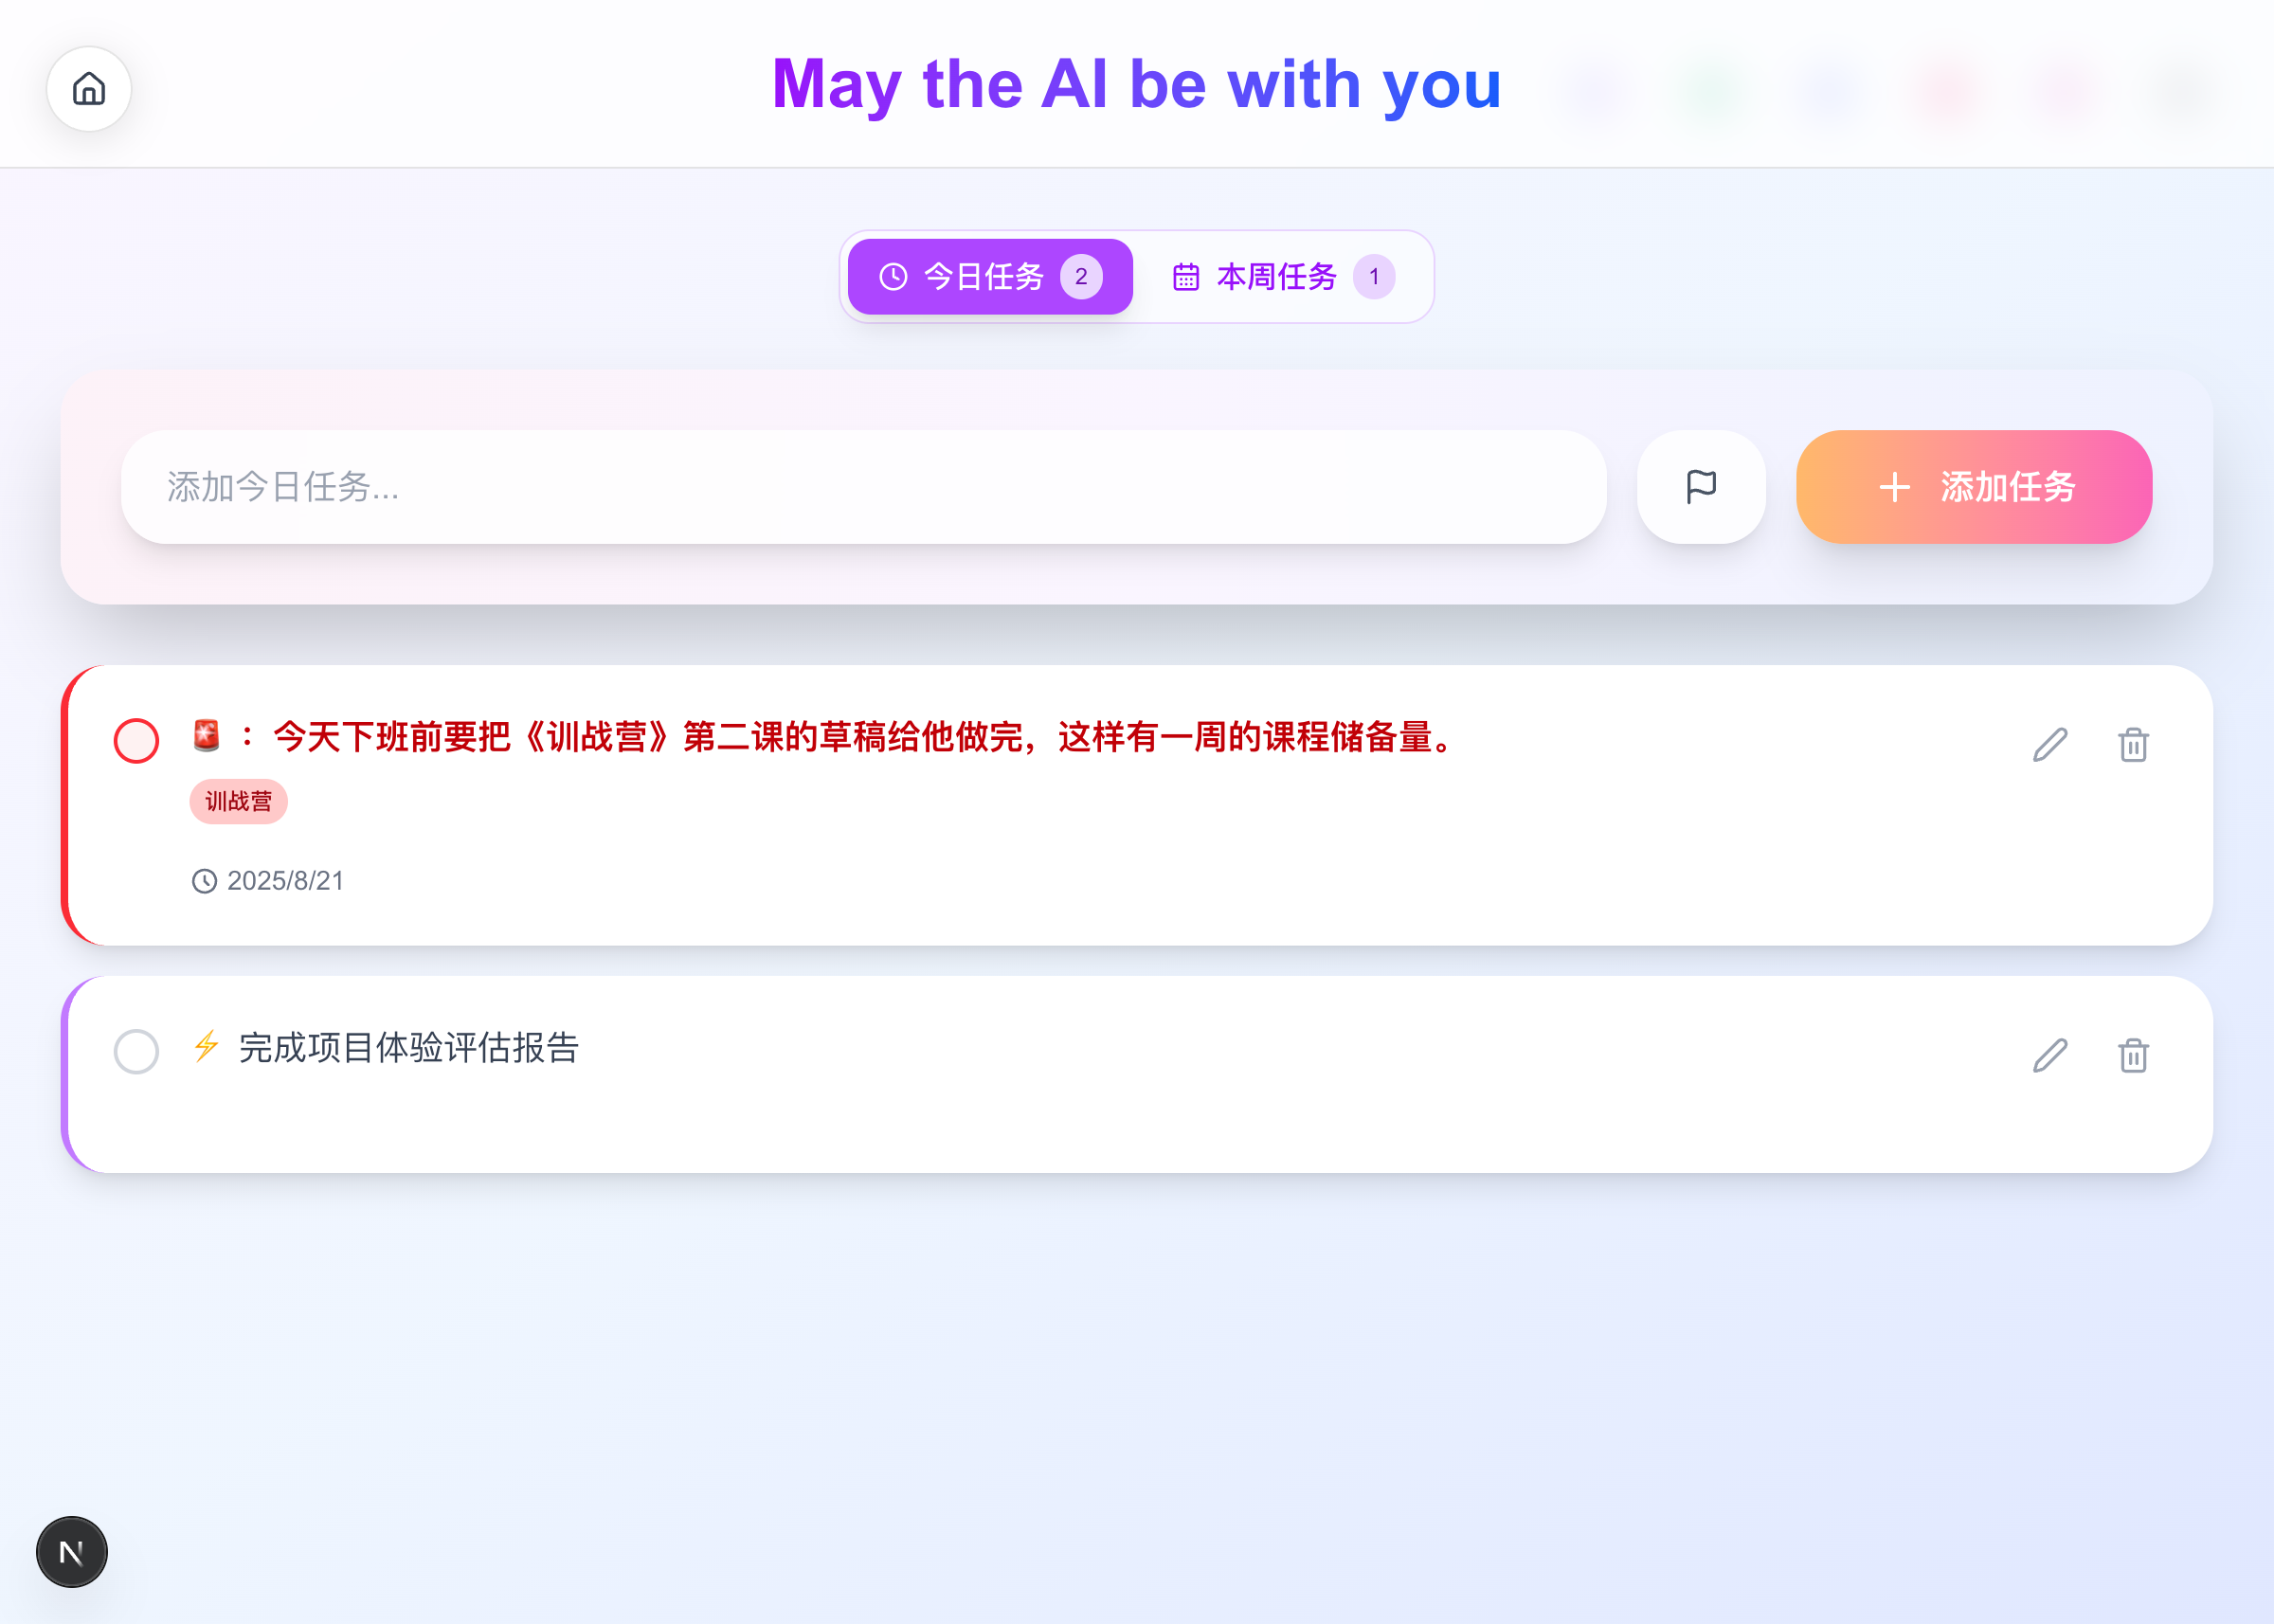 May the AI be with you
今日任务 2 本周任务 1
添加今日任务...
添加任务
🚨 ：今天下班前要把《训战营》第二课的草稿给他做完，这样有一周的课程储备量。
训战营
2025/8/21
⚡ 完成项目体验评估报告
N